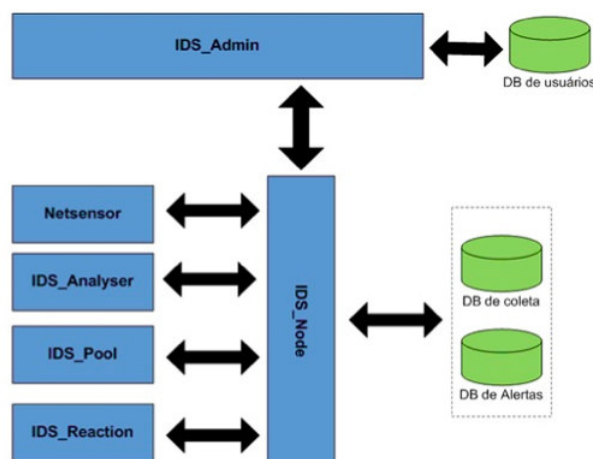 IDS_Admin
DB de usuários
Netsensor
IDS_Analyser
IDS_Pool
IDS_Reaction
IDS_Node
DB de coleta
DB de Alertas